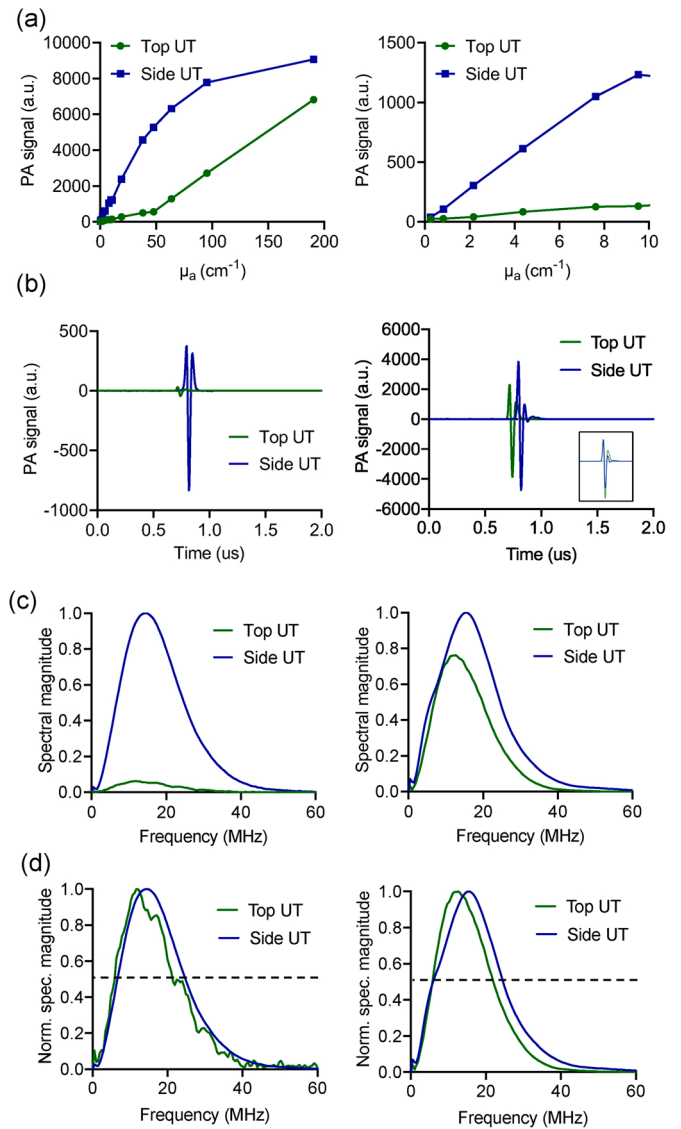 (a)
PA signal (a.u.)
10000
8000
6000
4000
2000
0
0
50
100
150
200
µa (cm-1)
Top UT
Side UT
PA signal (a.u.)
1500
1000
500
0
0
2
4
6
8
10
µa (cm-1)
Top UT
Side UT
(b)
PA signal (a.u.)
500
0
-500
-1000
0.0
0.5
1.0
1.5
2.0
Time (us)
Top UT
Side UT
PA signal (a.u.)
6000
4000
2000
0
-2000
-4000
-6000
0.0
0.5
1.0
1.5
2.0
Time (us)
Top UT
Side UT
(c)
Spectral magnitude
1.0
0.8
0.6
0.4
0.2
0.0
0
20
40
60
Frequency (MHz)
Top UT
Side UT
Spectral magnitude
1.0
0.8
0.6
0.4
0.2
0.0
0
20
40
60
Frequency (MHz)
Top UT
Side UT
(d)
Norm. spec. magnitude
1.0
0.8
0.6
0.4
0.2
0.0
0
20
40
60
Frequency (MHz)
Top UT
Side UT
Norm. spec. magnitude
1.0
0.8
0.6
0.4
0.2
0.0
0
20
40
60
Frequency (MHz)
Top UT
Side UT